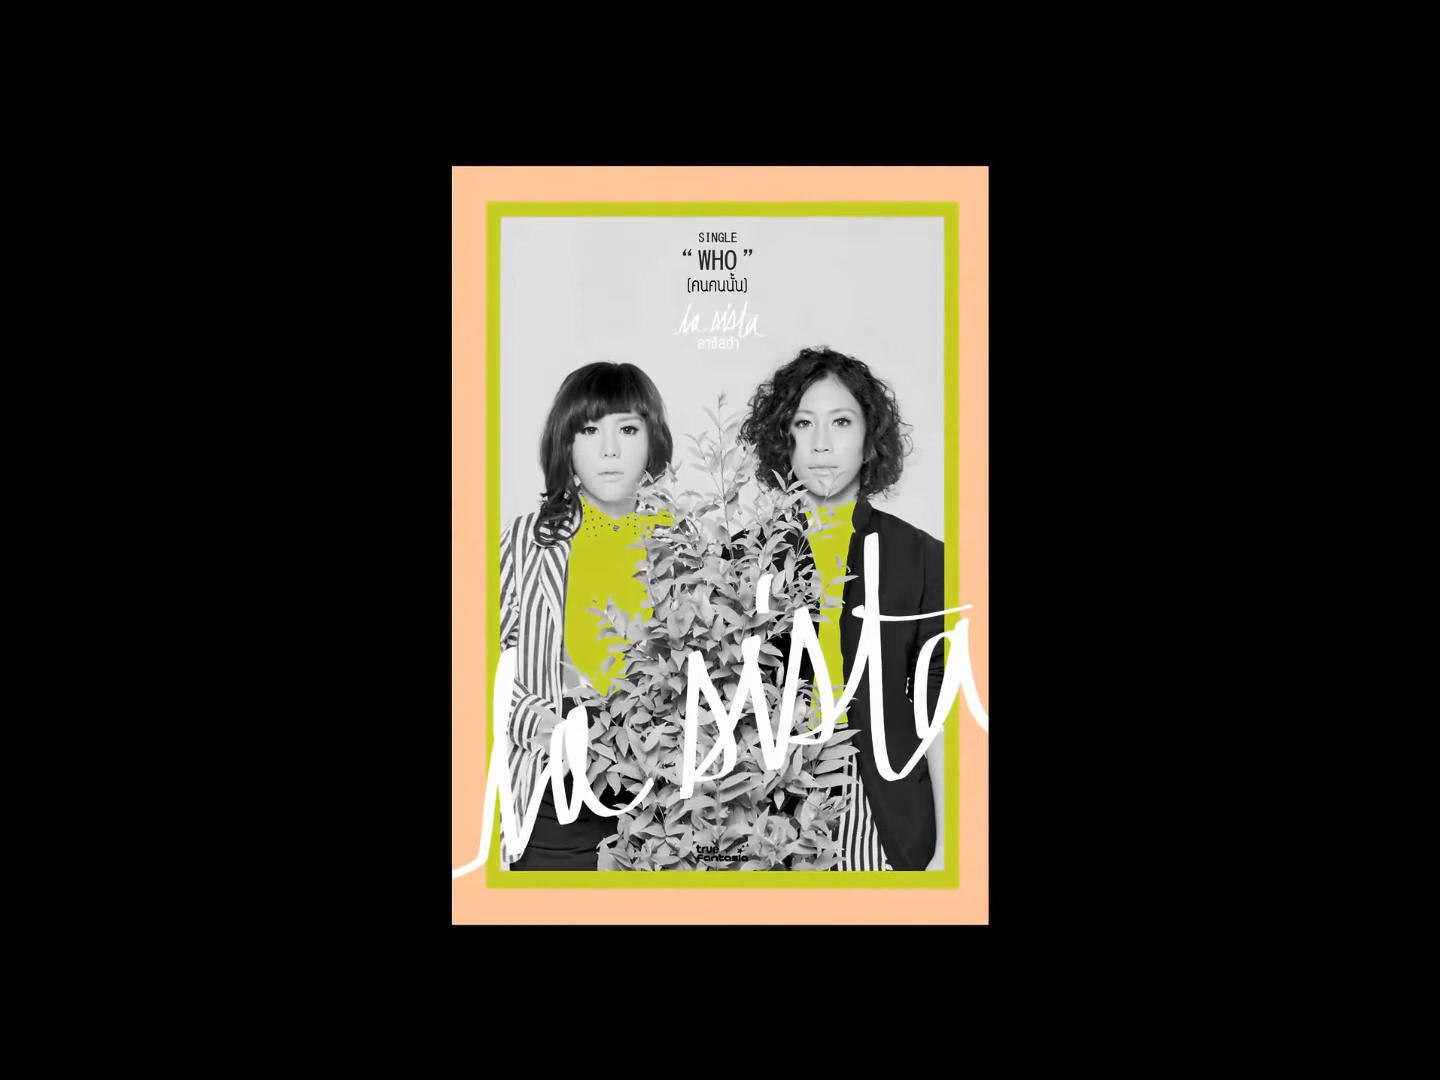 SINGLE
“ WHO ”
(คนคนนั้น)
la sista
ลาซิสต้า
la sista
true
Fantasia